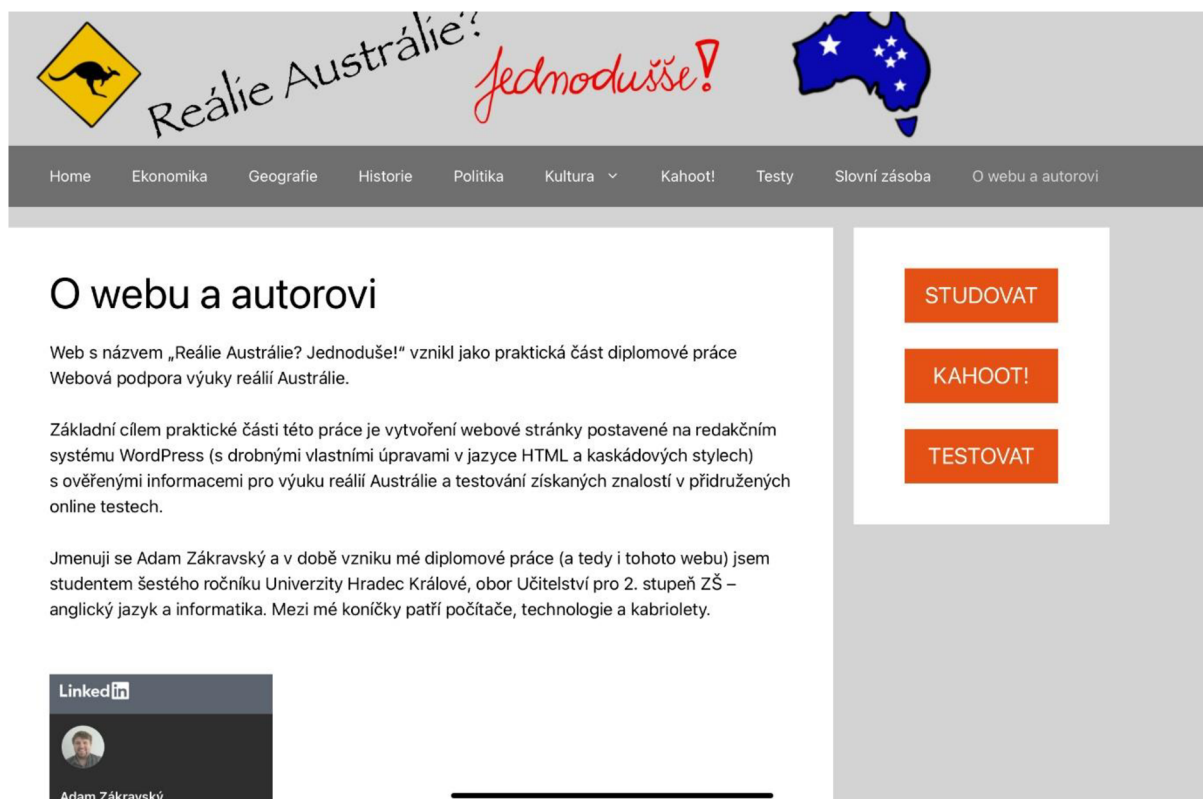 Reálie Austrálie?
Jednodušše!
Home Ekonomika Geografie Historie Politika Kultura Kahoot! Testy Slovní zásoba O webu a autorovi
O webu a autorovi
Web s názvem „Reálie Austrálie? Jednoduše!“ vznikl jako praktická část diplomové práce
Webová podpora výuky reálií Austrálie.
Základní cílem praktické části této práce je vytvoření webové stránky postavené na redakčním
systému WordPress (s drobnými vlastními úpravami v jazyce HTML a kaskádových stylech)
s ověřenými informacemi pro výuku reálií Austrálie a testování získaných znalostí v přidružených
online testech.
Jmenuji se Adam Zákravský a v době vzniku mé diplomové práce (a tedy i tohoto webu) jsem
studentem šestého ročníku Univerzity Hradec Králové, obor Učitelství pro 2. stupeň ZŠ –
anglický jazyk a informatika. Mezi mé koníčky patří počítače, technologie a kabriolety.
LinkedIn
Adam Zákravský
STUDOVAT
KAHOOT!
TESTOVAT